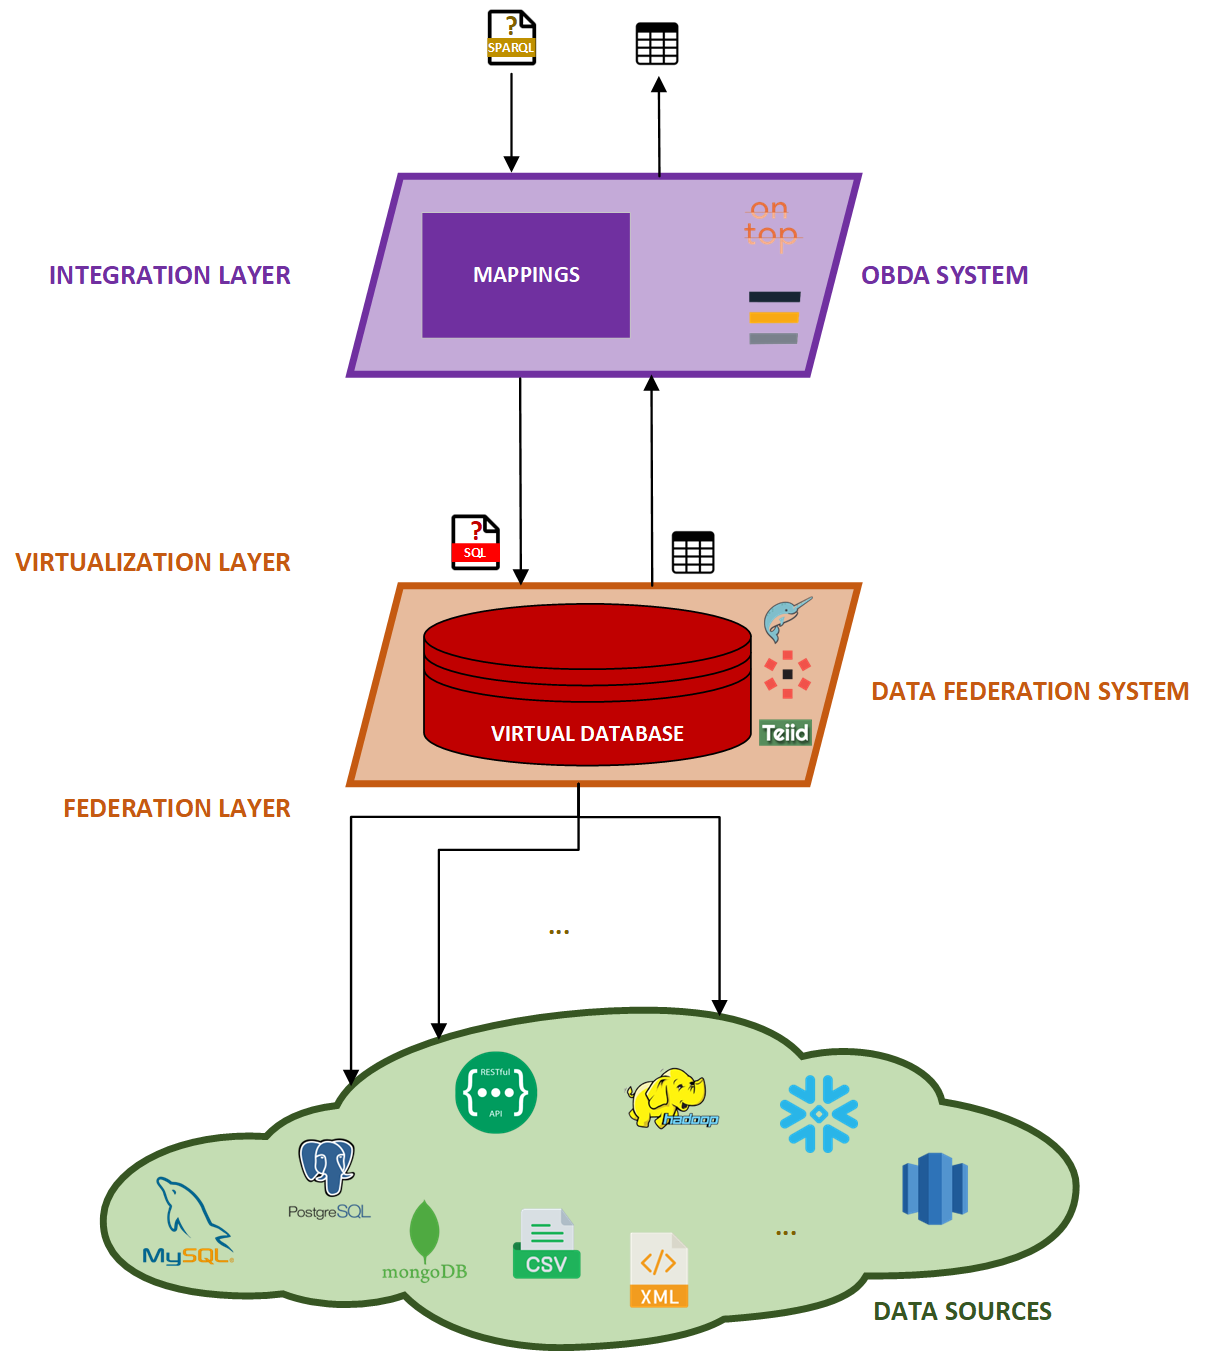 ?
SPARQL
on
top
INTEGRATION LAYER
MAPPINGS
OBDA SYSTEM
?
SQL
VIRTUALIZATION LAYER
DATA FEDERATION SYSTEM
Teiid
VIRTUAL DATABASE
FEDERATION LAYER
...
RESTful
{...}
API
hadoop
PostgreSQL
MySQL
mongoDB
CSV
</>
XML
...
DATA SOURCES